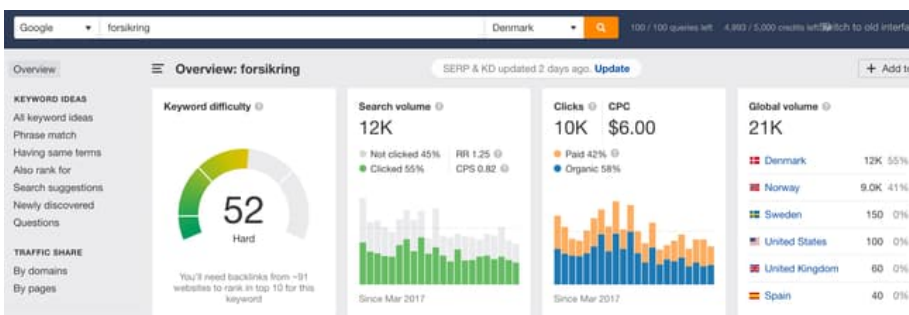 Google
forsikring
Denmark
100 / 100 queries left
4,993 / 5,000 credits left
Switch to old interfa
Overview
Overview: forsikring
SERP & KD updated 2 days ago. Update
+ Add to
KEYWORD IDEAS
All keyword ideas
Phrase match
Having same terms
Also rank for
Search suggestions
Newly discovered
Questions
TRAFFIC SHARE
By domains
By pages
Keyword difficulty
52
Hard
You'll need backlinks from ~91
websites to rank in top 10 for this
keyword
Search volume
12K
Not clicked 45% RR 1.25
Clicked 55% CPS 0.82
Since Mar 2017
Clicks CPC
10K $6.00
Paid 42%
Organic 58%
Since Mar 2017
Global volume
21K
Denmark 12K 55%
Norway 9.0K 41%
Sweden 150 0%
United States 100 0%
United Kingdom 60 0%
Spain 40 0%